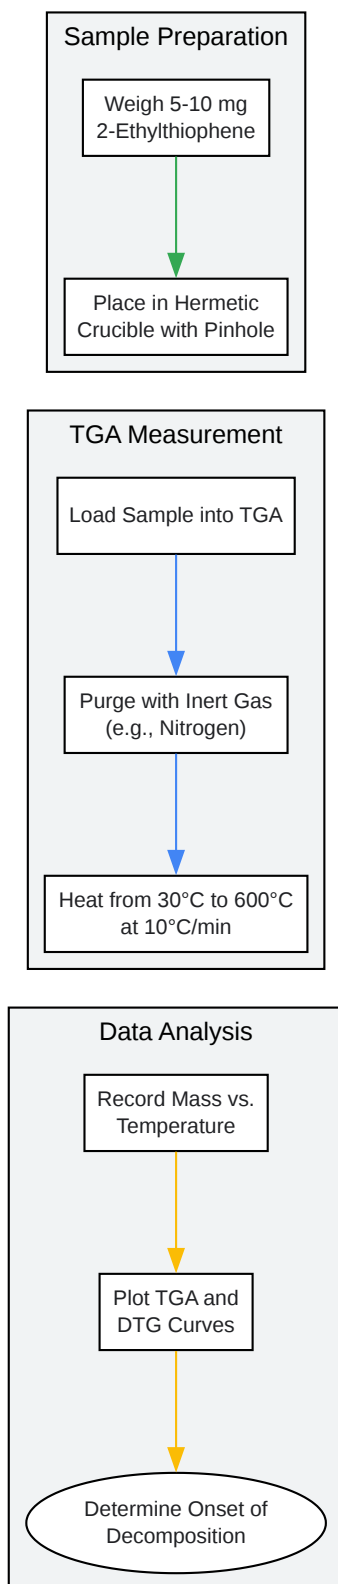 Sample Preparation
Weigh 5-10 mg
2-Ethylthiophene
Place in Hermetic
Crucible with Pinhole
TGA Measurement
Load Sample into TGA
Purge with Inert Gas
(e.g., Nitrogen)
Heat from 30°C to 600°C
at 10°C/min
Data Analysis
Record Mass vs.
Temperature
Plot TGA and
DTG Curves
Determine Onset of
Decomposition